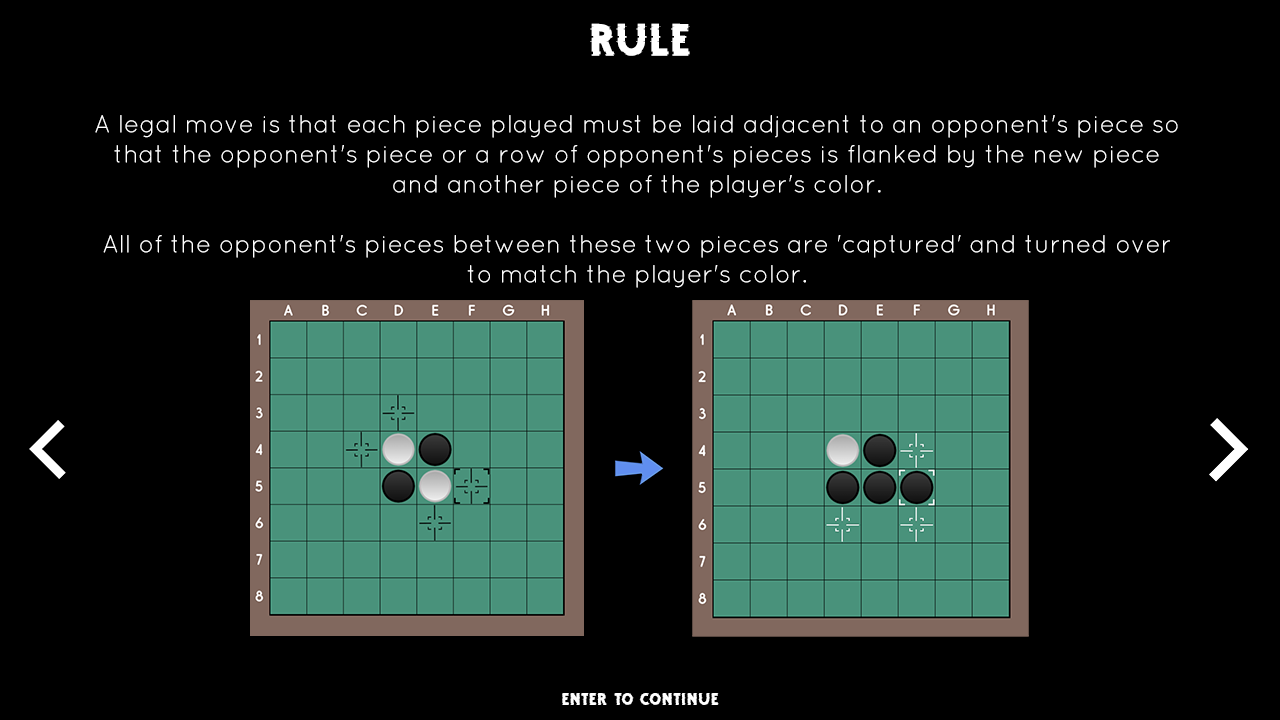 RULE
A legal move is that each piece played must be laid adjacent to an opponent's piece so
that the opponent's piece or a row of opponent's pieces is flanked by the new piece
and another piece of the player's color.
All of the opponent's pieces between these two pieces are 'captured' and turned over
to match the player's color.
A B C D E F G H
1
2
3
4
5
6
7
8
A B C D E F G H
1
2
3
4
5
6
7
8
ENTER TO CONTINUE